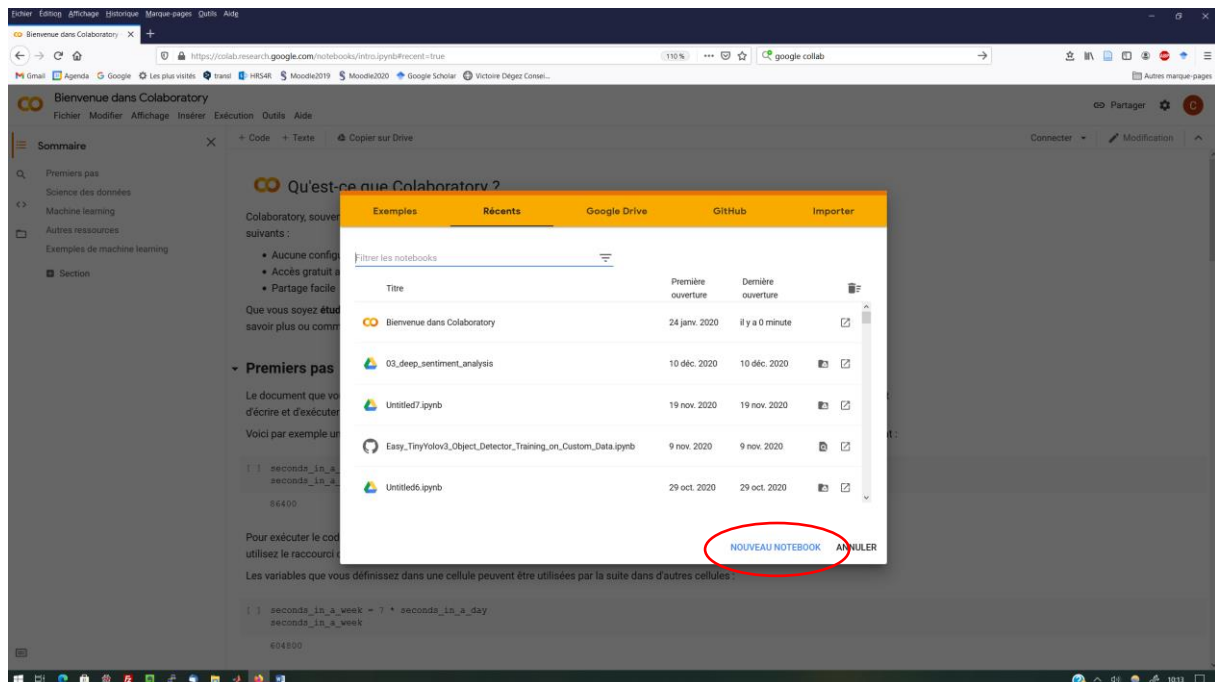 Fichier Édition Affichage Historique Marque-pages Outils Aide
Bienvenue dans Colaboratory
https://colab.research.google.com/notebooks/intro.ipynb#recent=true 110 % google collab
Gmail Agenda Google Les plus visités transl HRS4R Moodle2019 Moodle2020 Google Scholar Victoire Dégez Consei... Autres marque-pages
CO Bienvenue dans Colaboratory
Fichier Modifier Affichage Insérer Exécution Outils Aide
Partager C
Sommaire
+ Code + Texte Copier sur Drive Connecter Modification
Premiers pas
Science des données
Machine learning
Autres ressources
Exemples de machine learning
Section
CO Qu'est-ce que Colaboratory ?
Colaboratory, souver
suivants :
• Aucune configu
• Accès gratuit a
• Partage facile
Que vous soyez étud
savoir plus ou comm
Premiers pas
Le document que vo
d'écrire et d'exécuter
Voici par exemple un
nt :
[ ] seconds_in_a_
seconds_in_a_
86400
Pour exécuter le cod
utilisez le raccourci c
Les variables que vous définissez dans une cellule peuvent être utilisées par la suite dans d'autres cellules :
[ ] seconds_in_a_week = 7 * seconds_in_a_day
seconds_in_a_week
604800
Exemples Récents Google Drive GitHub Importer
Filtrer les notebooks
Titre Première ouverture Dernière ouverture
CO Bienvenue dans Colaboratory 24 janv. 2020 il y a 0 minute
03_deep_sentiment_analysis 10 déc. 2020 10 déc. 2020
Untitled7.ipynb 19 nov. 2020 19 nov. 2020
Easy_TinyYolov3_Object_Detector_Training_on_Custom_Data.ipynb 9 nov. 2020 9 nov. 2020
Untitled6.ipynb 29 oct. 2020 29 oct. 2020
NOUVEAU NOTEBOOK ANNULER
10:13